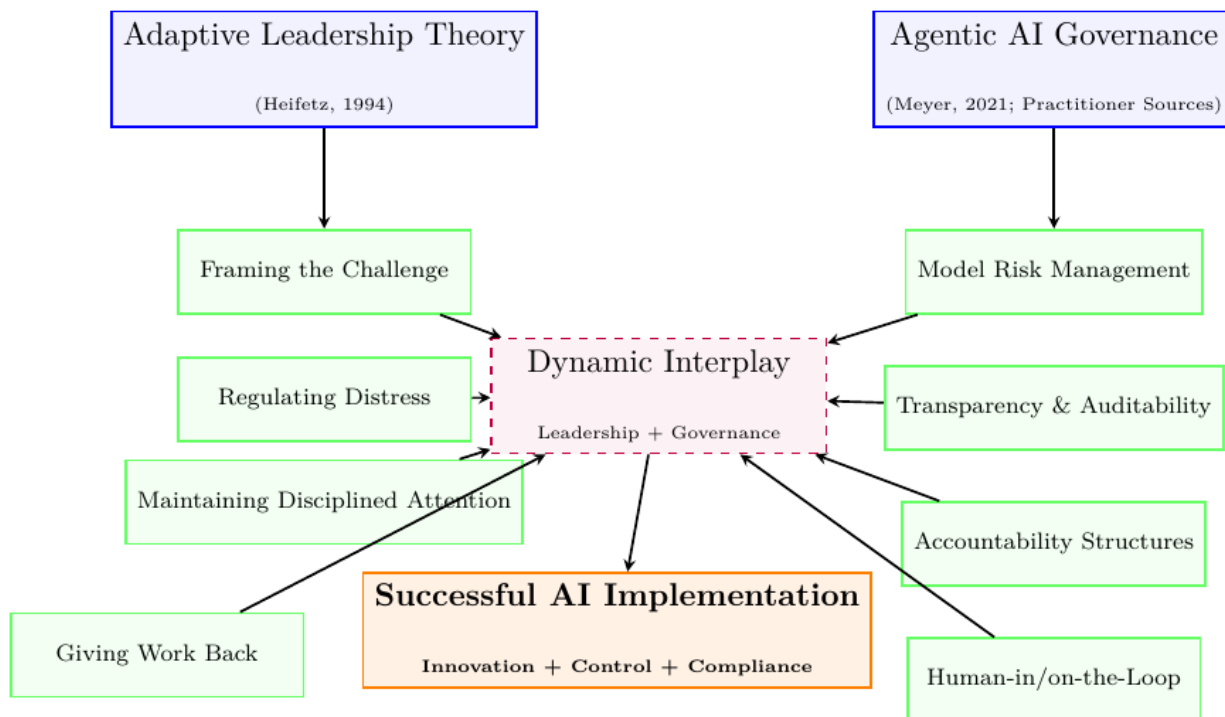 Adaptive Leadership Theory
(Heifetz, 1994)
Agentic AI Governance
(Meyer, 2021; Practitioner Sources)
Framing the Challenge
Model Risk Management
Dynamic Interplay
Leadership + Governance
Regulating Distress
Transparency & Auditability
Maintaining Disciplined Attention
Accountability Structures
Successful AI Implementation
Innovation + Control + Compliance
Giving Work Back
Human-in/on-the-Loop